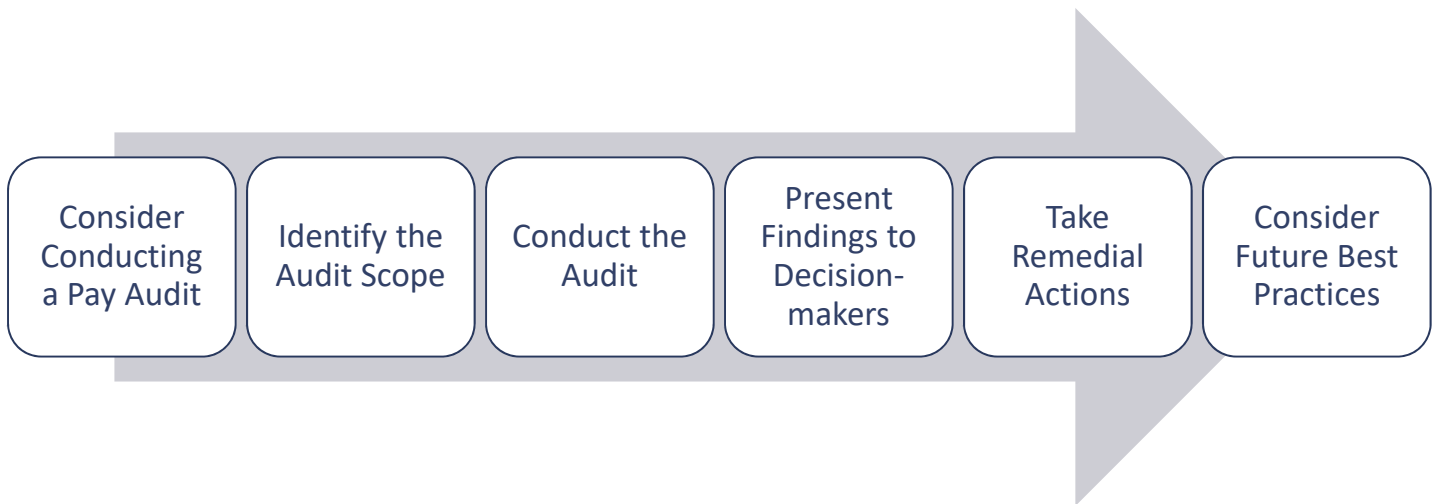 Consider
Conducting
a Pay Audit
Identify the
Audit Scope
Conduct the
Audit
Present
Findings to
Decision-
makers
Take
Remedial
Actions
Consider
Future Best
Practices